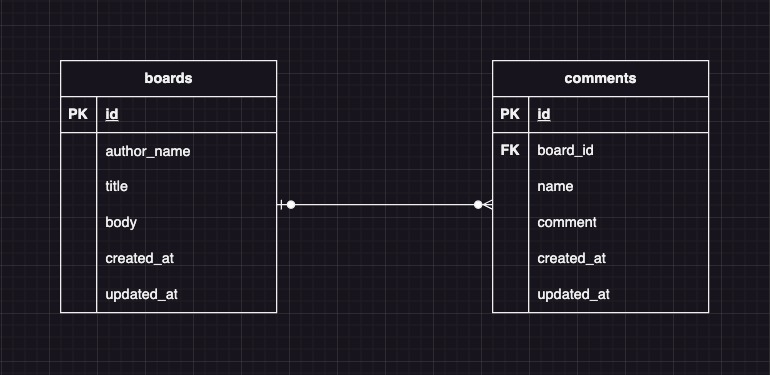 boards
PK id
author_name
title
body
created_at
updated_at
comments
PK id
FK board_id
name
comment
created_at
updated_at